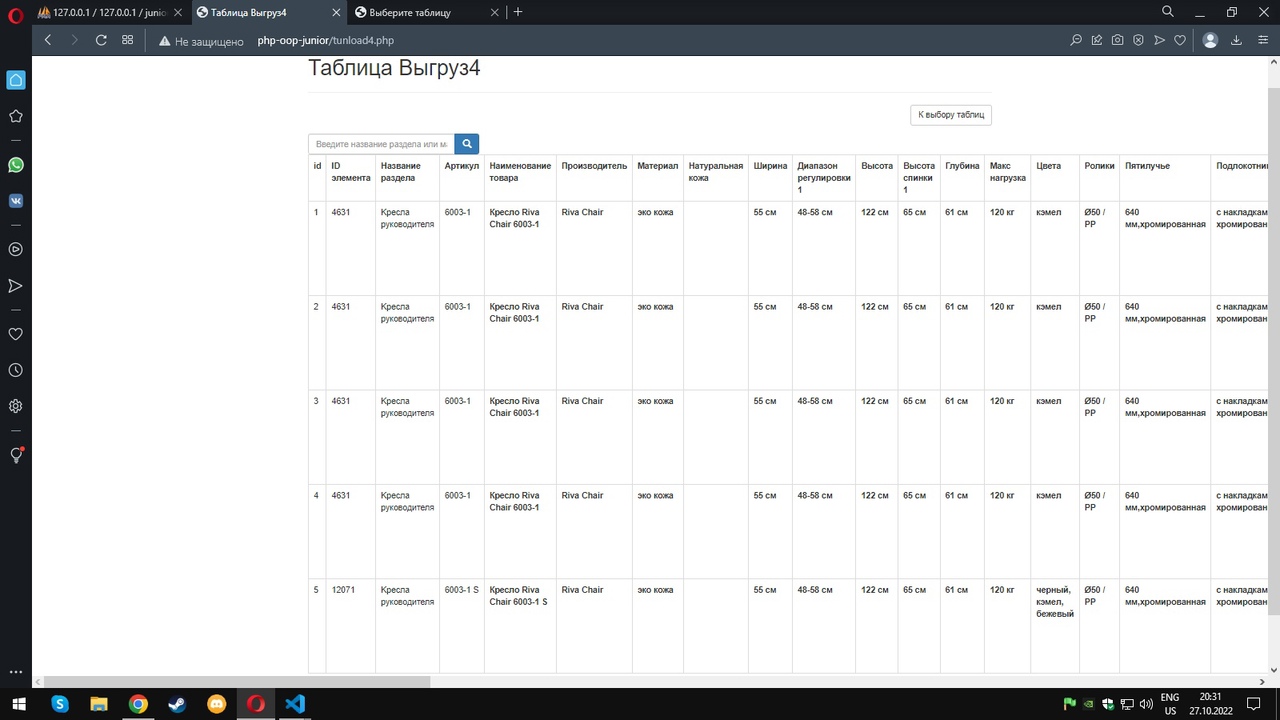 127.0.0.1 / 127.0.0.1 / junio
Таблица Выгруз4
Выберите таблицу
Не защищено php-oop-junior/tunload4.php
Таблица Выгруз4
К выбору таблиц
Введите название раздела или м
id ID Название Артикул Наименование Производитель Материал Натуральная Ширина Диапазон Высота Высота Глубина Макс Цвета Ролики Пятилучье Подлокотни
элемента раздела товара кожа регулировки спинки нагрузка
1 1
1 4631 Кресла 6003-1 Кресло Riva Riva Chair эко кожа 55 см 48-58 см 122 см 65 см 61 см 120 кг кэмел Ø50 / 640 с накладкам
руководителя Chair 6003-1 PP мм,хромированная хромирован
2 4631 Кресла 6003-1 Кресло Riva Riva Chair эко кожа 55 см 48-58 см 122 см 65 см 61 см 120 кг кэмел Ø50 / 640 с накладкам
руководителя Chair 6003-1 PP мм,хромированная хромирован
3 4631 Кресла 6003-1 Кресло Riva Riva Chair эко кожа 55 см 48-58 см 122 см 65 см 61 см 120 кг кэмел Ø50 / 640 с накладкам
руководителя Chair 6003-1 PP мм,хромированная хромирован
4 4631 Кресла 6003-1 Кресло Riva Riva Chair эко кожа 55 см 48-58 см 122 см 65 см 61 см 120 кг кэмел Ø50 / 640 с накладкам
руководителя Chair 6003-1 PP мм,хромированная хромирован
5 12071 Кресла 6003-1 S Кресло Riva Riva Chair эко кожа 55 см 48-58 см 122 см 65 см 61 см 120 кг черный, Ø50 / 640 с накладкам
руководителя Chair 6003-1 S кэмел, PP мм,хромированная хромирован
бежевый
ENG 20:31
US 27.10.2022